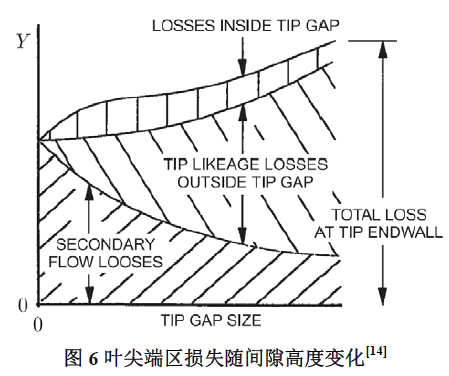 LOSSES INSIDE TIP GAP
Y
TIP LIKEAGE LOSSES
OUTSIDE TIP GAP
TOTAL LOSS
AT TIP ENDWALL
SECONDARY
FLOW LOOSES
0
0
TIP GAP SIZE
图 6 叶尖端区损失随间隙高度变化[14]